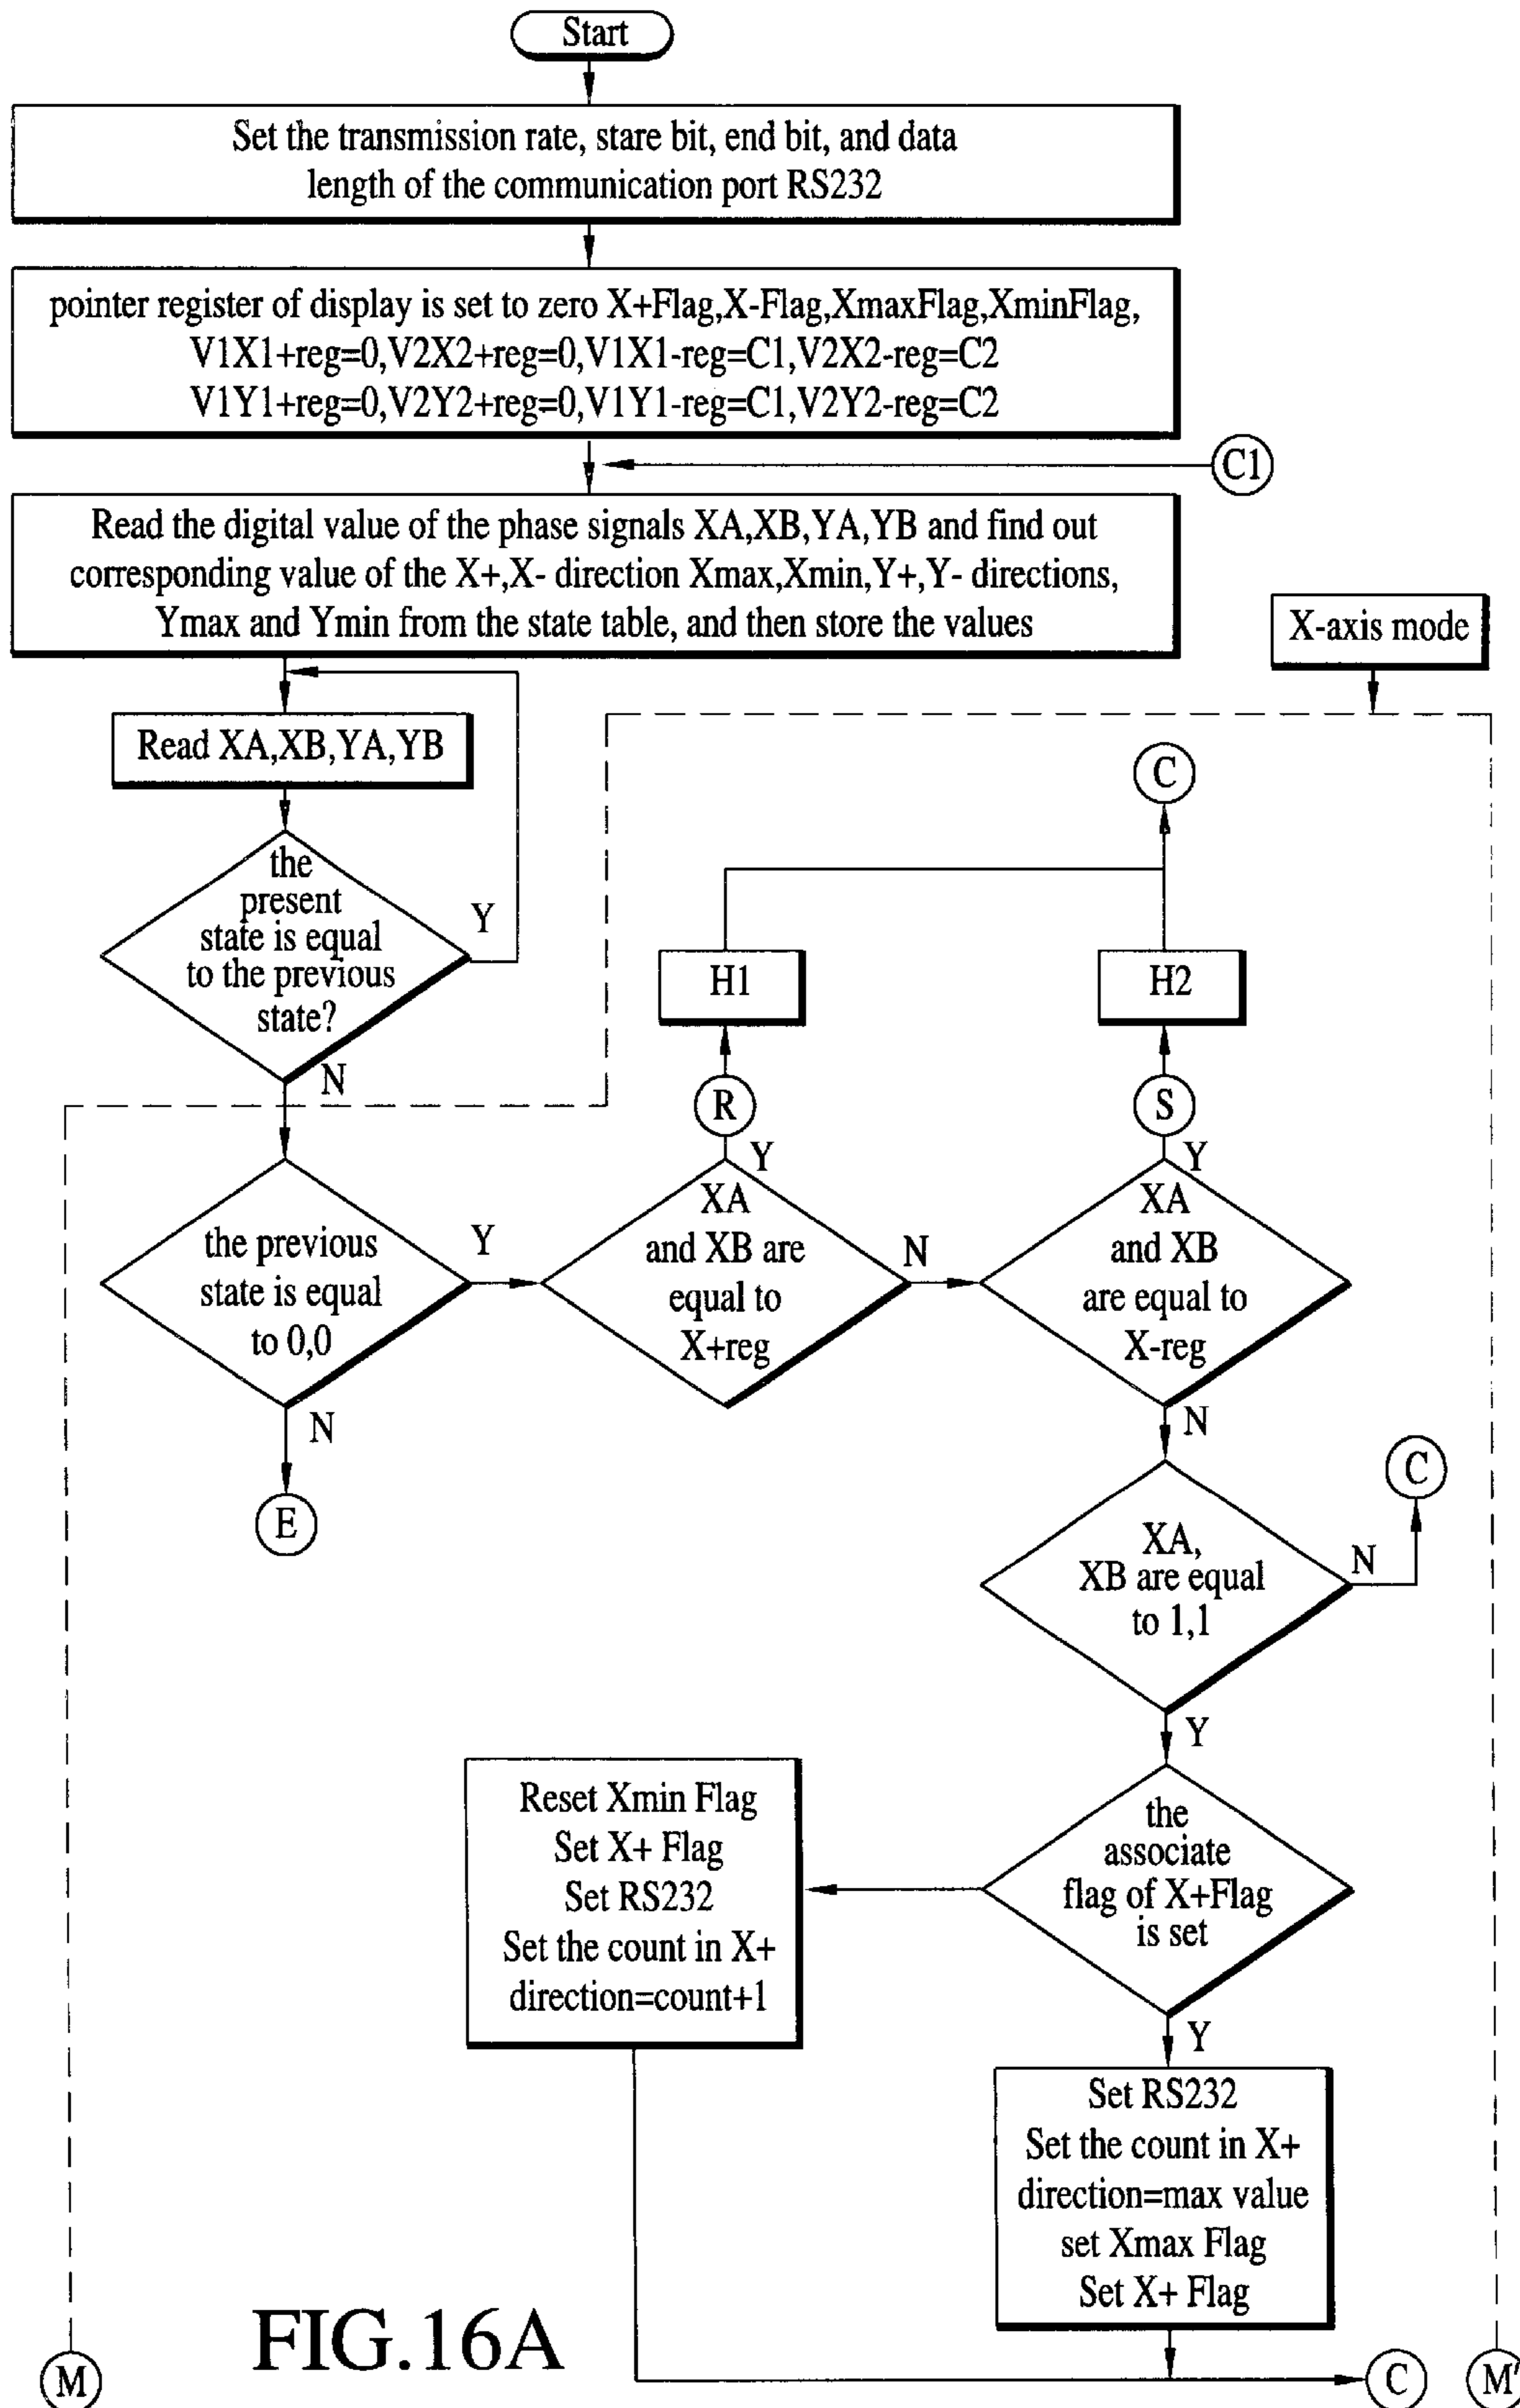 Start
Set the transmission rate, stare bit, end bit, and data
length of the communication port RS232
pointer register of display is set to zero X+Flag,X-Flag,XmaxFlag,XminFlag,
V1X1+reg=0,V2X2+reg=0,V1X1-reg=C1,V2X2-reg=C2
V1Y1+reg=0,V2Y2+reg=0,V1Y1-reg=C1,V2Y2-reg=C2
C1
Read the digital value of the phase signals XA,XB,YA,YB and find out
corresponding value of the X+,X- direction Xmax,Xmin,Y+,Y- directions,
Ymax and Ymin from the state table, and then store the values
X-axis mode
Read XA,XB,YA,YB
C
the
present
state is equal
to the previous
state?
Y
N
H1
H2
R
S
Y
Y
the previous
state is equal
to 0,0
Y
N
E
XA
and XB are
equal to
X+reg
N
XA
and XB
are equal to
X-reg
N
C
XA,
XB are equal
to 1,1
N
Y
the
associate
flag of X+Flag
is set
Y
Reset Xmin Flag
Set X+ Flag
Set RS232
Set the count in X+
direction=count+1
Set RS232
Set the count in X+
direction=max value
set Xmax Flag
Set X+ Flag
FIG.16A
M
C
M'